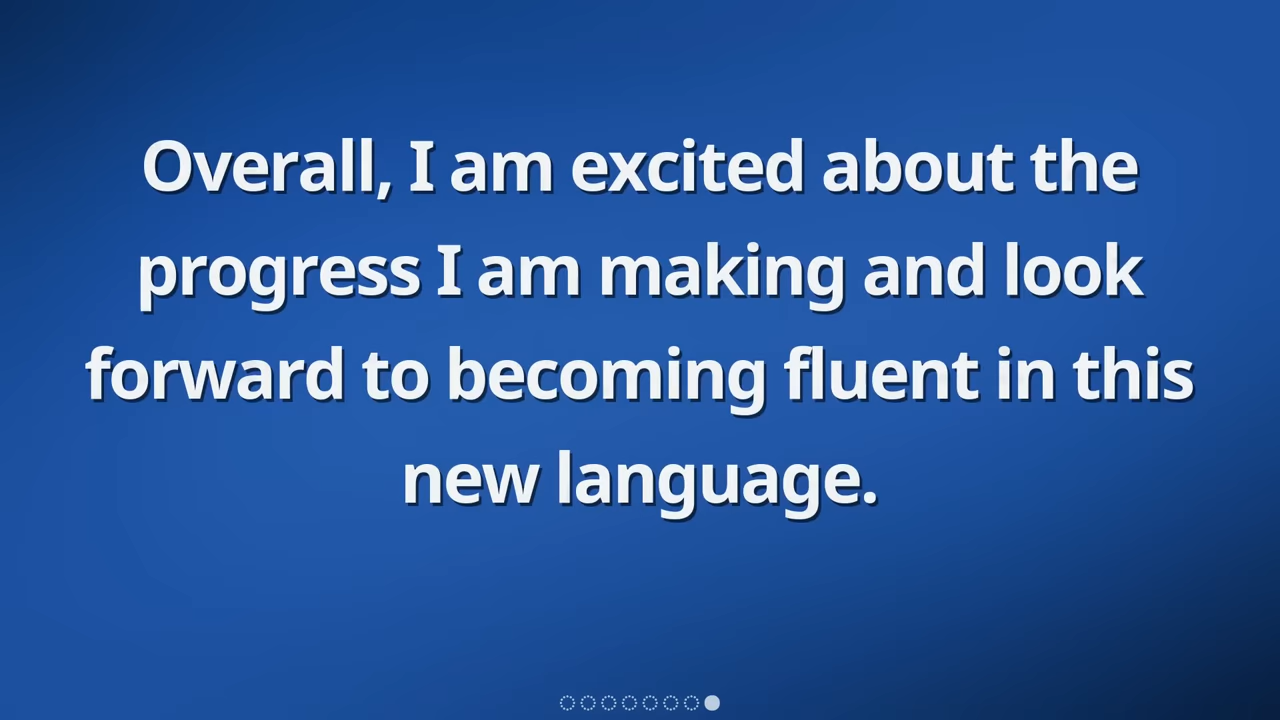 Overall, I am excited about the
progress I am making and look
forward to becoming fluent in this
new language.